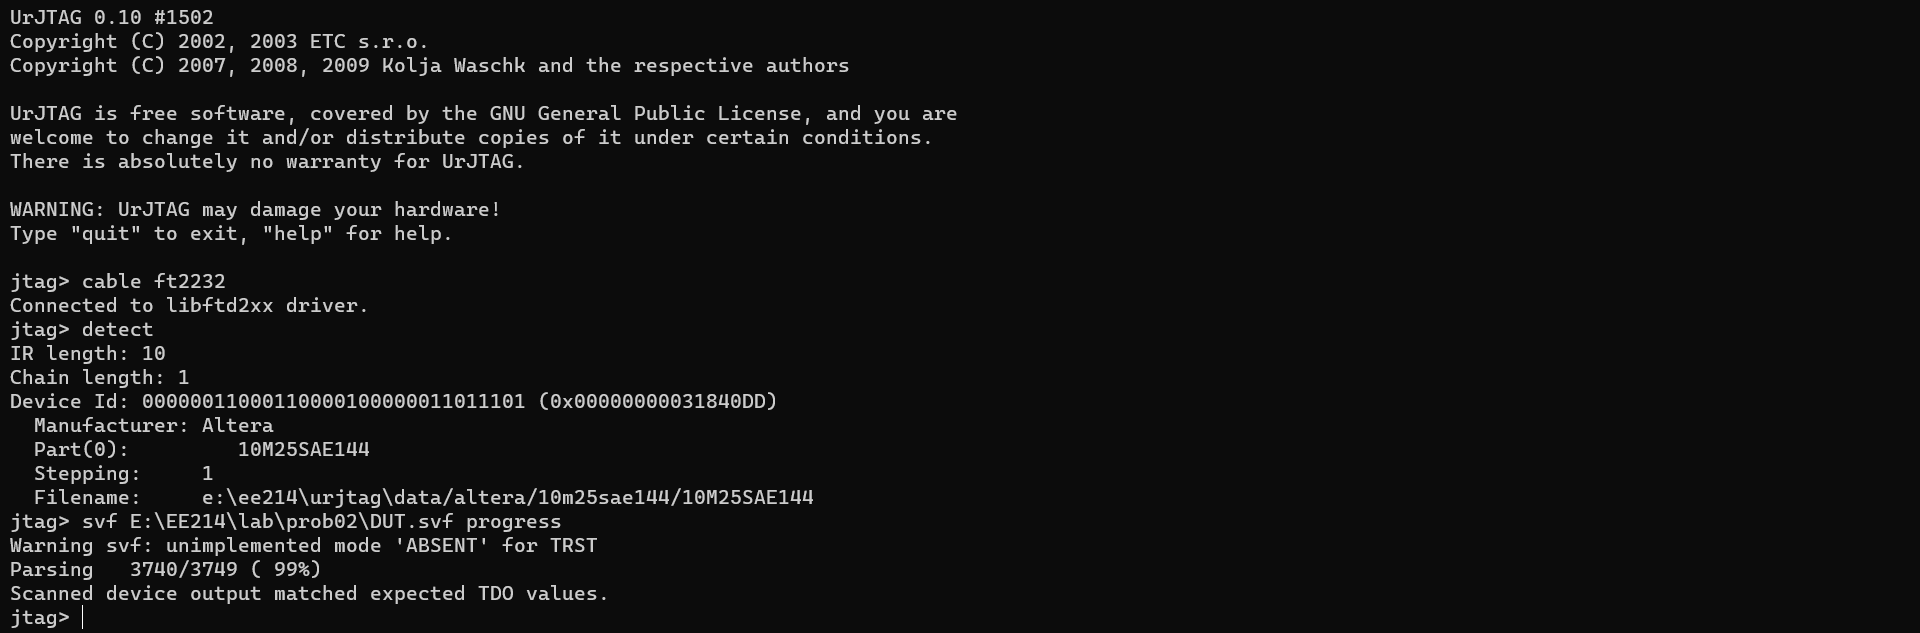 UrJTAG 0.10 #1502
Copyright (C) 2002, 2003 ETC s.r.o.
Copyright (C) 2007, 2008, 2009 Kolja Waschk and the respective authors

UrJTAG is free software, covered by the GNU General Public License, and you are
welcome to change it and/or distribute copies of it under certain conditions.
There is absolutely no warranty for UrJTAG.

WARNING: UrJTAG may damage your hardware!
Type "quit" to exit, "help" for help.

jtag> cable ft2232
Connected to libftd2xx driver.
jtag> detect
IR length: 10
Chain length: 1
Device Id: 00000011000110000100000011011101 (0x00000000031840DD)
  Manufacturer: Altera
  Part(0):         10M25SAE144
  Stepping:     1
  Filename:     e:\ee214\urjtag\data/altera/10m25sae144/10M25SAE144
jtag> svf E:\EE214\lab\prob02\DUT.svf progress
Warning svf: unimplemented mode 'ABSENT' for TRST
Parsing   3740/3749 ( 99%)
Scanned device output matched expected TDO values.
jtag>